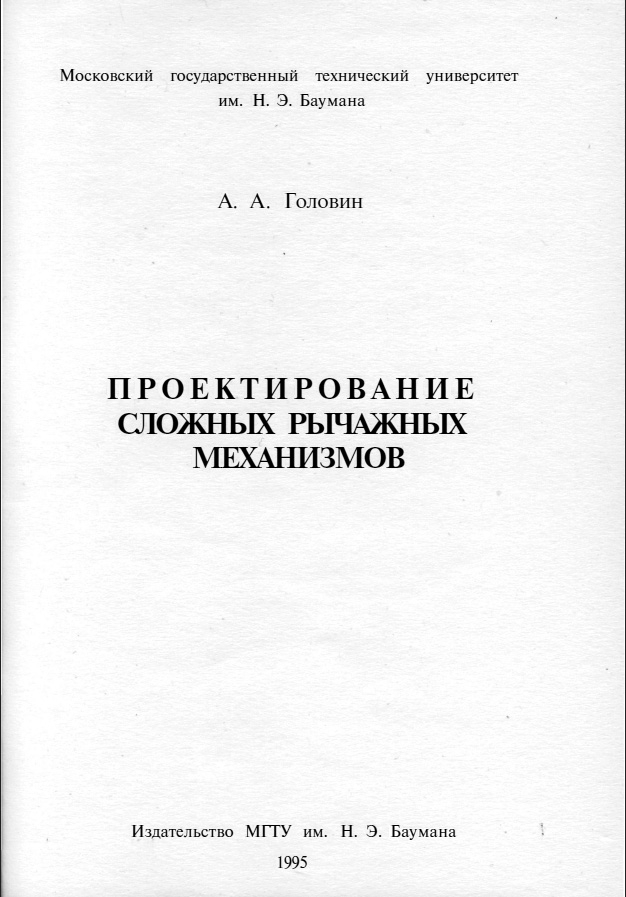 Московский государственный технический университет
им. Н. Э. Баумана
А. А. Головин
ПРОЕКТИРОВАНИЕ
СЛОЖНЫХ РЫЧАЖНЫХ
МЕХАНИЗМОВ
Издательство МГТУ им. Н. Э. Баумана
1995